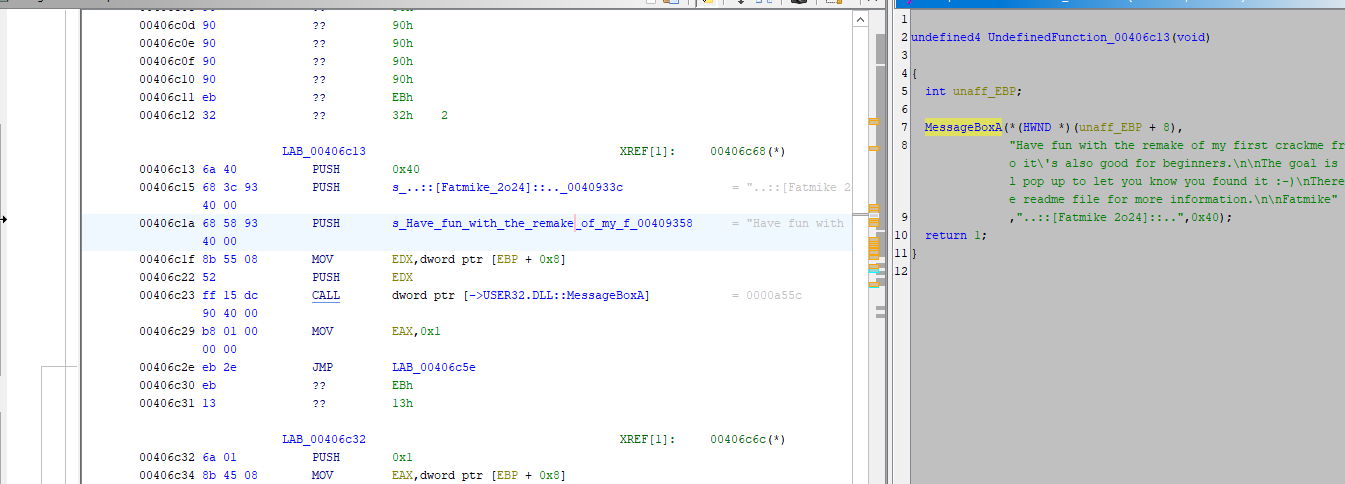 00406c0d 90 ?? 90h
00406c0e 90 ?? 90h
00406c0f 90 ?? 90h
00406c10 90 ?? 90h
00406c11 eb ?? EBh
00406c12 32 ?? 32h 2
LAB_00406c13 XREF[1]: 00406c68(*)
00406c13 6a 40 PUSH 0x40
00406c15 68 3c 93 PUSH s_..::[Fatmike_2o24]::.._0040933c = "..::[Fatmike 2
40 00
00406c1a 68 58 93 PUSH s_Have_fun_with_the_remake_of_my_f_00409358 = "Have fun with
40 00
00406c1f 8b 55 08 MOV EDX,dword ptr [EBP + 0x8]
00406c22 52 PUSH EDX
00406c23 ff 15 dc CALL dword ptr [->USER32.DLL::MessageBoxA] = 0000a55c
90 40 00
00406c29 b8 01 00 MOV EAX,0x1
00 00
00406c2e eb 2e JMP LAB_00406c5e
00406c30 eb ?? EBh
00406c31 13 ?? 13h
LAB_00406c32 XREF[1]: 00406c6c(*)
00406c32 6a 01 PUSH 0x1
00406c34 8b 45 08 MOV EAX,dword ptr [EBP + 0x8]
1
2 undefined4 UndefinedFunction_00406c13(void)
3
4 {
5 int unaff_EBP;
6
7 MessageBoxA(*(HWND *)(unaff_EBP + 8),
8 "Have fun with the remake of my first crackme fr
o it\'s also good for beginners.\n\nThe goal is
l pop up to let you know you found it :-)\nThere
e readme file for more information.\n\nFatmike"
9 ,"..::[Fatmike 2o24]::..",0x40);
10 return 1;
11 }
12